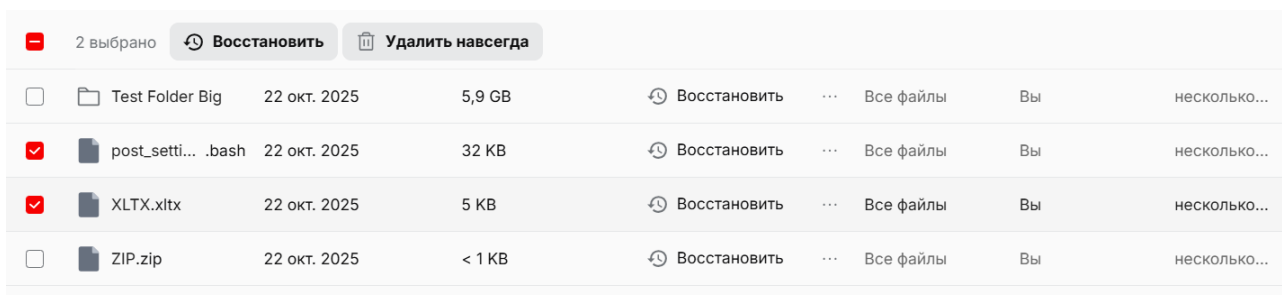 2 выбрано Восстановить Удалить навсегда
Test Folder Big 22 окт. 2025 5,9 GB Восстановить ... Все файлы Вы несколько...
post_setti... .bash 22 окт. 2025 32 KB Восстановить ... Все файлы Вы несколько...
XLTX.xltx 22 окт. 2025 5 KB Восстановить ... Все файлы Вы несколько...
ZIP.zip 22 окт. 2025 < 1 KB Восстановить ... Все файлы Вы несколько...